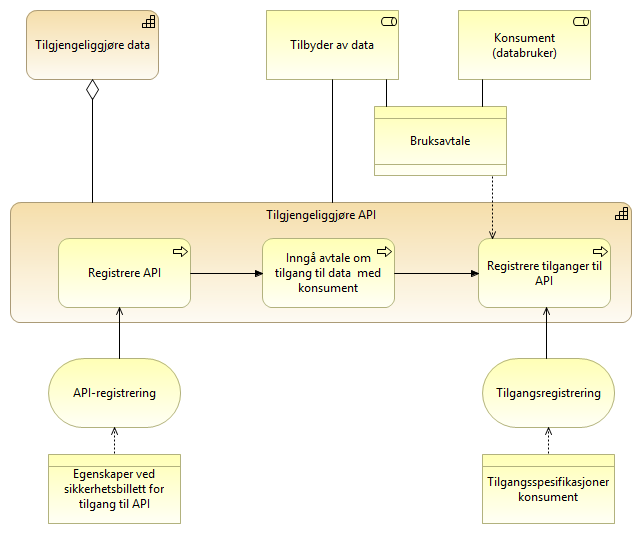 Tilgjengeliggjøre data
Tilbyder av data
Konsument
(databruker)
Bruksavtale
Tilgjengeliggjøre API
Registrere API
Inngå avtale om
tilgang til data med
konsument
Registrere tilganger til
API
API-registrering
Tilgangsregistrering
Egenskaper ved
sikkerhetsbillett for
tilgang til API
Tilgangsspesifikasjoner
konsument